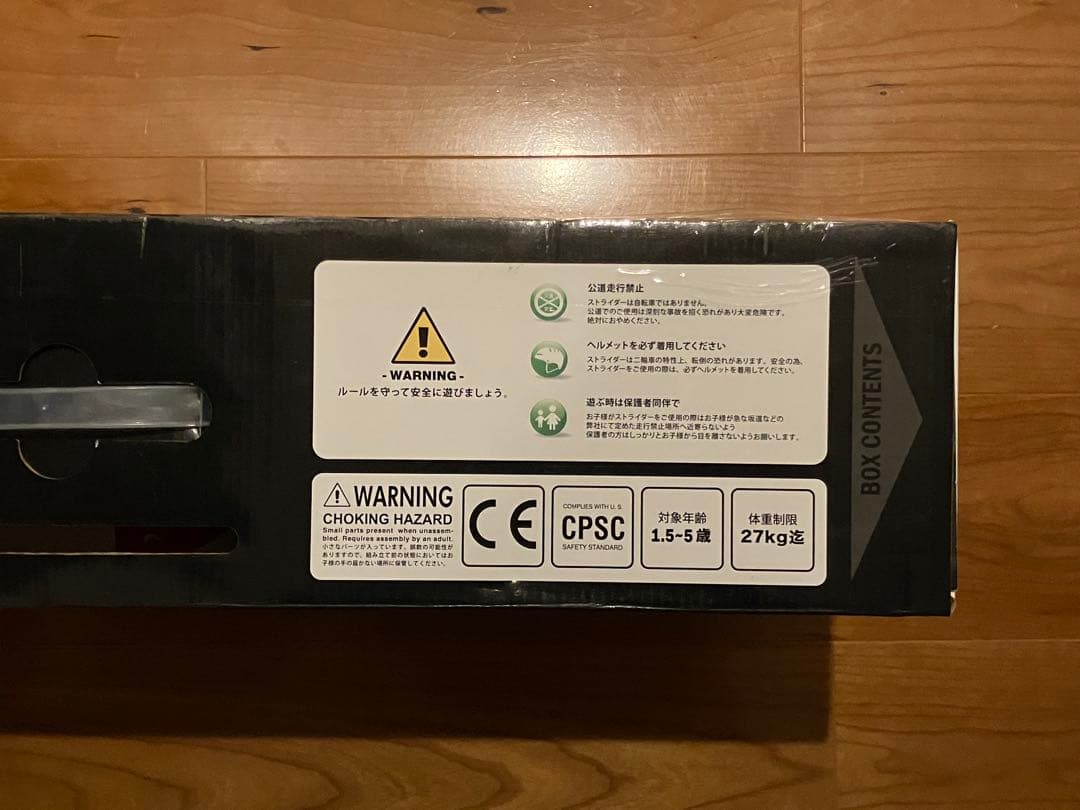 - WARNING -
ルールを守って安全に遊びましょう。
公道走行禁止
ストライダーは自転車ではありません。
公道でのご使用は深刻な事故を招く恐れがあり大変危険です。
絶対におやめください。
ヘルメットを必ず着用してください
ストライダーは二輪車の特性上、転倒の恐れがあります。安全の為、
ストライダーをご使用の際は、必ずヘルメットを着用してください。
遊ぶ時は保護者同伴で
お子様がストライダーをご使用の際はお子様が急な坂道などの
弊社にて定めた走行禁止場所へ近寄らないよう
保護者の方はしっかりとお子様から目を離さないようお願いします。
BOX CONTENTS
WARNING
CHOKING HAZARD
Small parts present when unassem-
bled. Requires assembly by an adult.
小さなパーツが入っています。誤飲の可能性が
ありますので、組み立て前の状態においてはお
子様の手の届かない場所に保管してください。
CE
COMPLIES WITH U. S.
CPSC
SAFETY STANDARD
対象年齢
1.5~5歳
体重制限
27kg迄